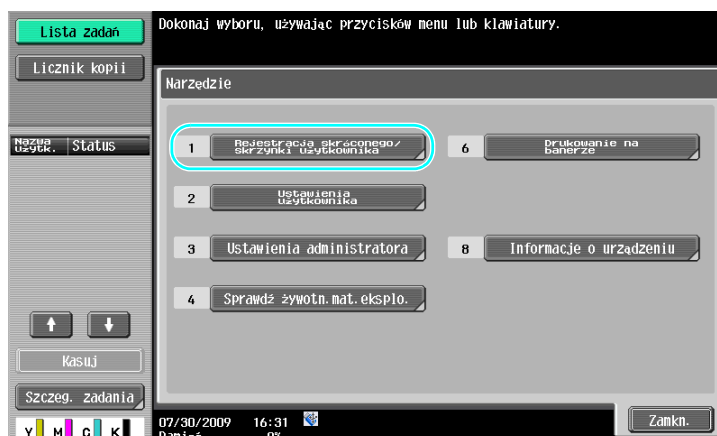 Lista zadań
Dokonaj wyboru, używając przycisków menu lub klawiatury.
Licznik kopii
Narzędzie
Nazwa
użytk.
Status
1
Rejestracja skróconego/
skrzynki użytkownika
6
Drukowanie na
banerze
2
Ustawienia
użytkownika
3
Ustawienia administratora
8
Informacje o urządzeniu
4
Sprawdź żywotn.mat.eksplo.
Kasuj
Szczeg. zadania
07/30/2009 16:31
Zamkn.
Y M C K
Pamięć 0%